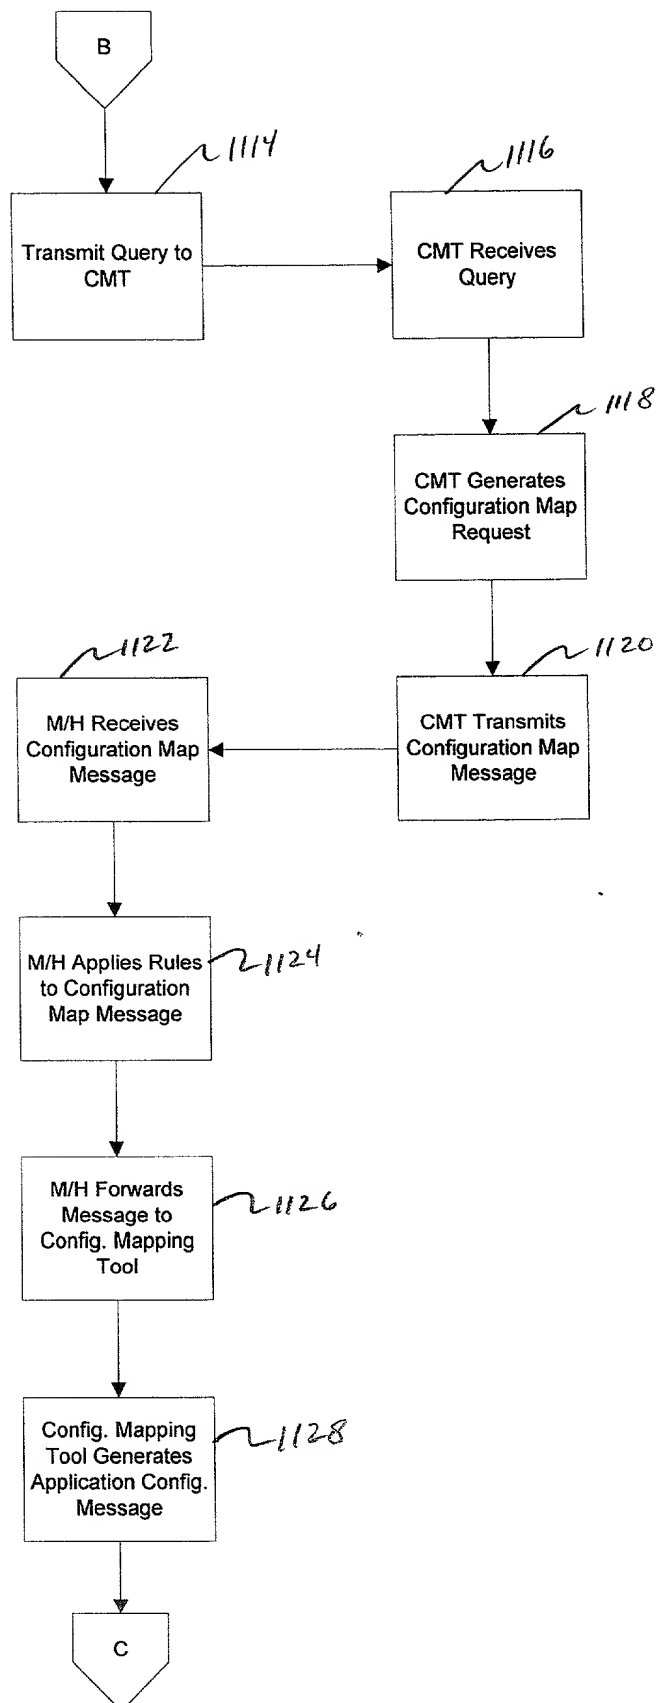 B
1114
Transmit Query to
CMT
1116
CMT Receives
Query
1118
CMT Generates
Configuration Map
Request
1120
CMT Transmits
Configuration Map
Message
1122
M/H Receives
Configuration Map
Message
M/H Applies Rules
to Configuration
Map Message
1124
M/H Forwards
Message to
Config. Mapping
Tool
1126
Config. Mapping
Tool Generates
Application Config.
Message
1128
C